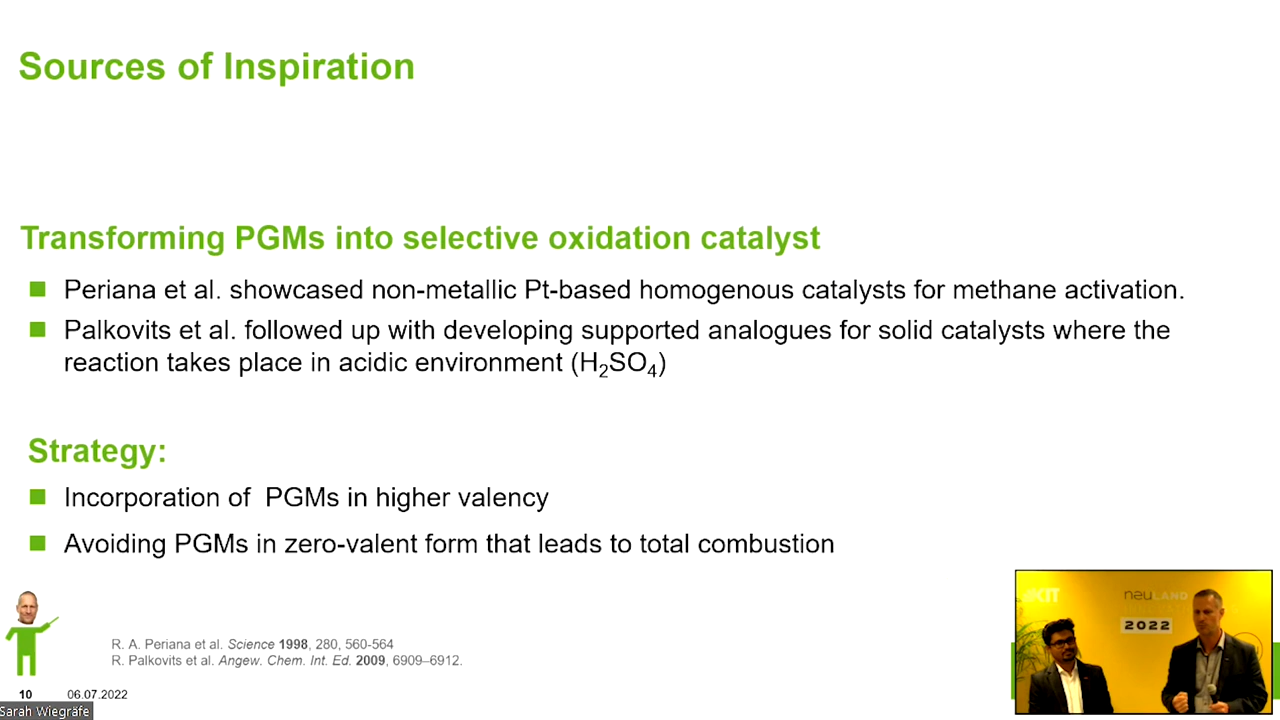 Sources of Inspiration
Transforming PGMs into selective oxidation catalyst
Periana et al. showcased non-metallic Pt-based homogenous catalysts for methane activation.
Palkovits et al. followed up with developing supported analogues for solid catalysts where the
reaction takes place in acidic environment (H₂SO₄)
Strategy:
Incorporation of  PGMs in higher valency
Avoiding PGMs in zero-valent form that leads to total combustion
R. A. Periana et al. Science 1998, 280, 560-564
R. Palkovits et al. Angew. Chem. Int. Ed. 2009, 6909–6912.
10 06.07.2022
Sarah Wiegräfe
KIT
neuLAND
2022